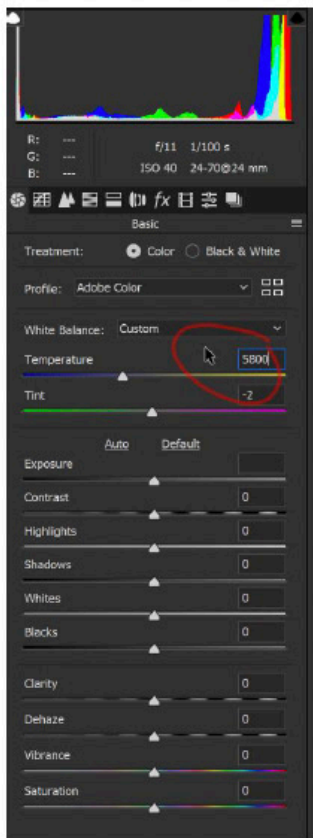 R: ---
G: ---
B: ---
f/11 1/100 s
ISO 40 24-70@24 mm
fx
Basic
Treatment: Color Black & White
Profile: Adobe Color
White Balance: Custom
Temperature 5800
Tint -2
Auto Default
Exposure
Contrast 0
Highlights 0
Shadows 0
Whites 0
Blacks 0
Clarity 0
Dehaze 0
Vibrance 0
Saturation 0